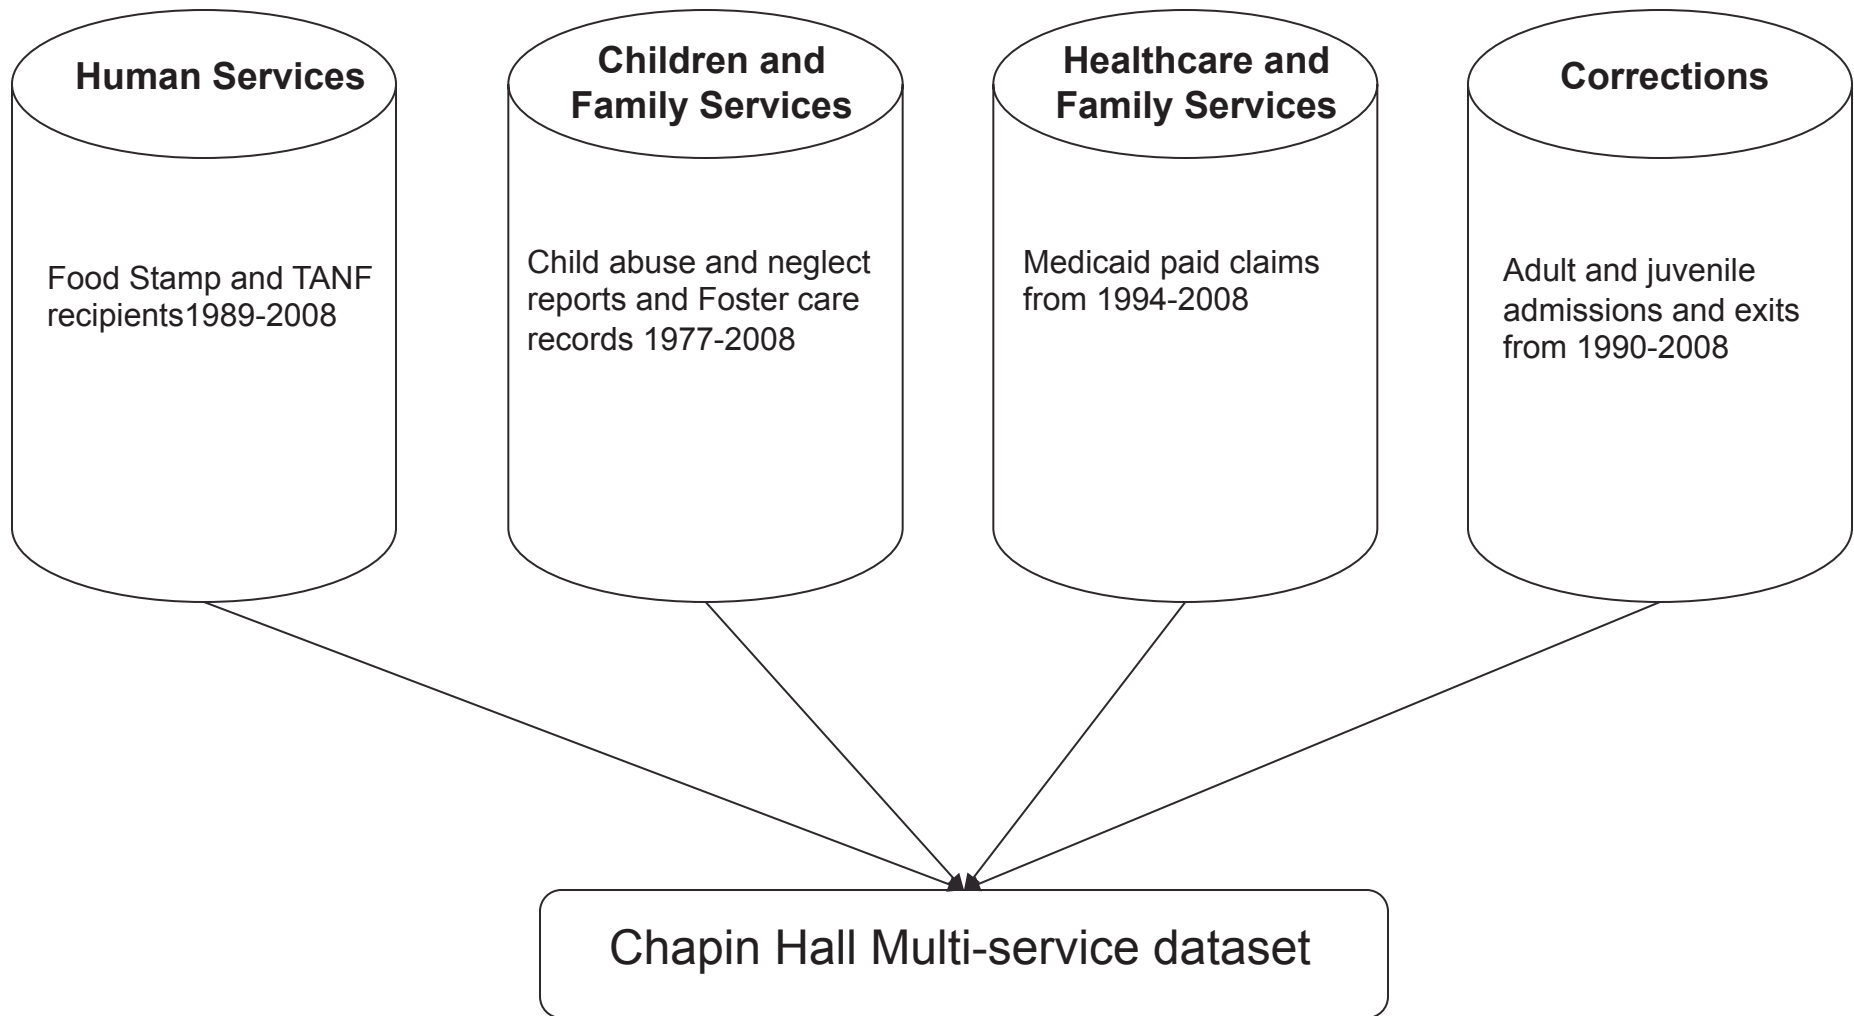 Human Services
Food Stamp and TANF
recipients1989-2008
Children and
Family Services
Child abuse and neglect
reports and Foster care
records 1977-2008
Healthcare and
Family Services
Medicaid paid claims
from 1994-2008
Corrections
Adult and juvenile
admissions and exits
from 1990-2008
Chapin Hall Multi-service dataset